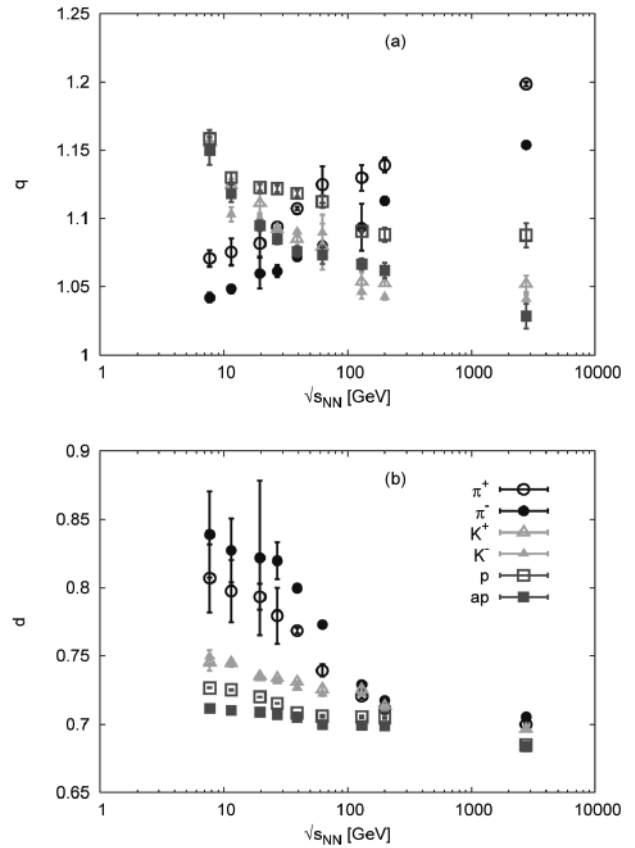 1.25
(a)
1.2
1.15
q
1.1
1.05
1
1 10 100 1000 10000
√sNN [GeV]
0.9
(b)
π+
0.85
π-
K+
K-
0.8
p
d
ap
0.75
0.7
0.65
1 10 100 1000 10000
√sNN [GeV]